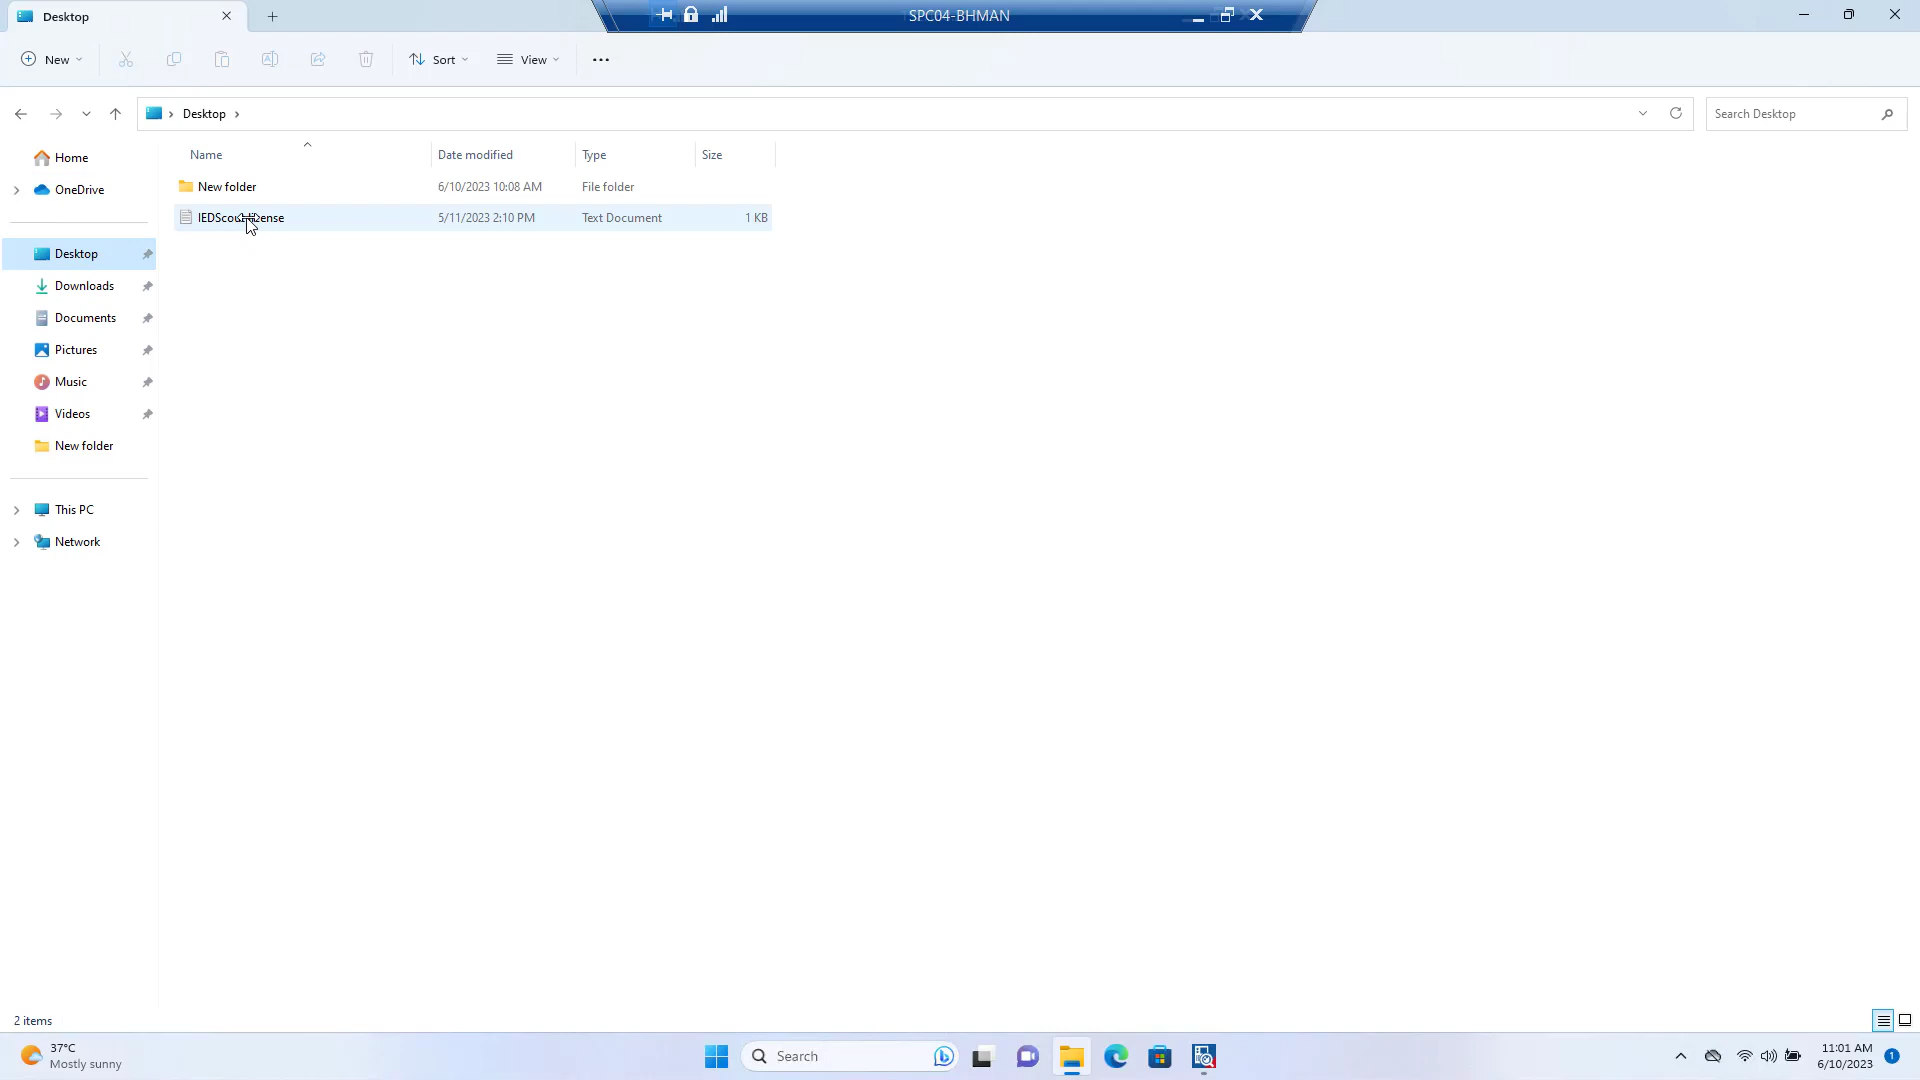 Desktop
SPC04-BHMAN
New
Sort
View
Desktop
Search Desktop
Name
Date modified
Type
Size
Home
OneDrive
Desktop
Downloads
Documents
Pictures
Music
Videos
New folder
This PC
Network
New folder
6/10/2023 10:08 AM
File folder
5/11/2023 2:10 PM
Text Document
1 KB
2 items
37°C
Mostly sunny
Search
11:01 AM
6/10/2023
1